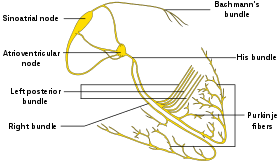 Bachmann's
bundle
Sinoatrial node
Atrioventricular
node
His bundle
Left posterior
bundle
Right bundle
Purkinje
fibers